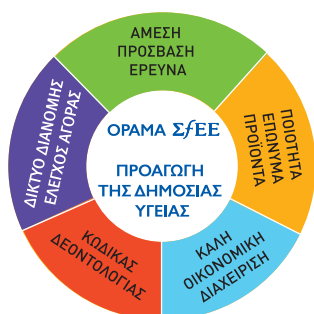 ΑΜΕΣΗ
ΠΡΟΣΒΑΣΗ
ΕΡΕΥΝΑ
ΠΟΙΟΤΗΤΑ
ΕΠΩΝΥΜΑ
ΠΡΟΪΟΝΤΑ
ΚΑΛΗ
ΟΙΚΟΝΟΜΙΚΗ
ΔΙΑΧΕΙΡΙΣΗ
ΚΩΔΙΚΑΣ
ΔΕΟΝΤΟΛΟΓΙΑΣ
ΔΙΚΤΥΟ ΔΙΑΝΟΜΗΣ
ΕΛΕΓΧΟΣ ΑΓΟΡΑΣ
ΟΡΑΜΑ ΣfΕΕ
ΠΡΟΑΓΩΓΗ
ΤΗΣ ΔΗΜΟΣΙΑΣ
ΥΓΕΙΑΣ